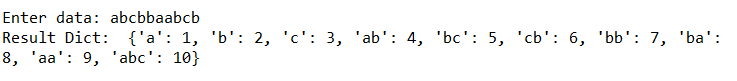 Enter data: abcbbaabcb
Result Dict:  {'a': 1, 'b': 2, 'c': 3, 'ab': 4, 'bc': 5, 'cb': 6, 'bb': 7, 'ba':
8, 'aa': 9, 'abc': 10}